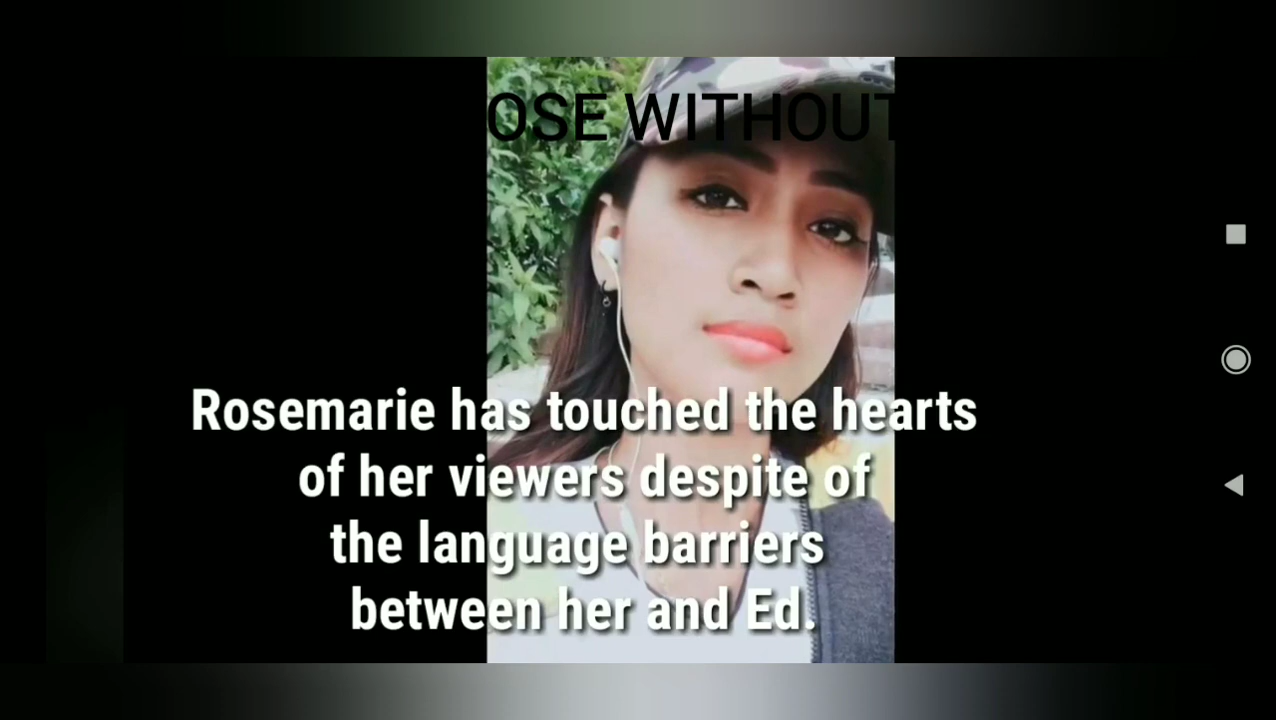 OSE WITHOUT
Rosemarie has touched the hearts
of her viewers despite of
the language barriers
between her and Ed.